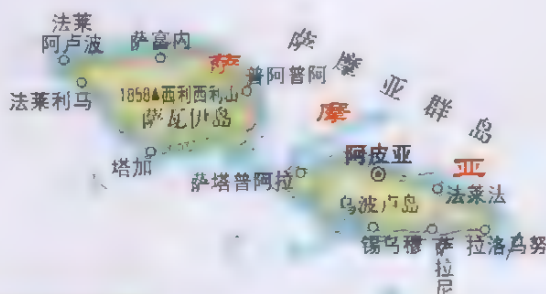 法莱
阿卢波
萨富内
萨摩亚群岛
萨摩亚
普阿普阿
法莱利马
1858▲西利西利山
萨瓦伊岛
塔加
萨塔普阿拉
阿皮亚
法莱法
乌波卢岛
锡乌穆
萨拉尼
拉洛马努